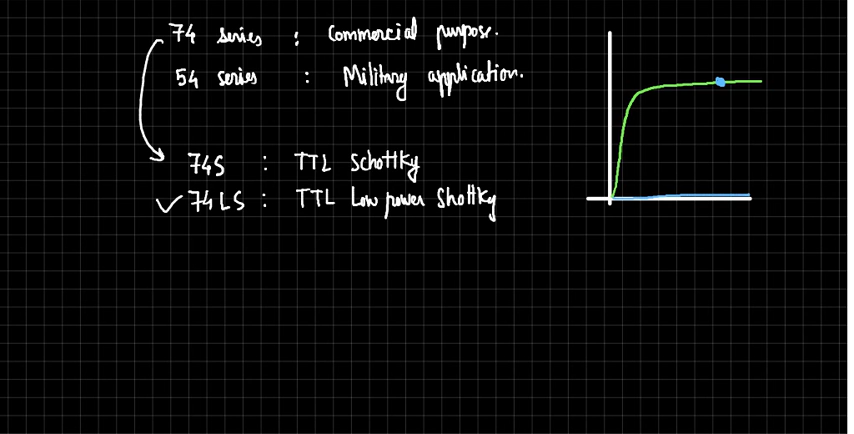 74 series : Commercial purpose.
54 series : Military application.
74S : TTL Schottky
74LS : TTL Low power Shottky